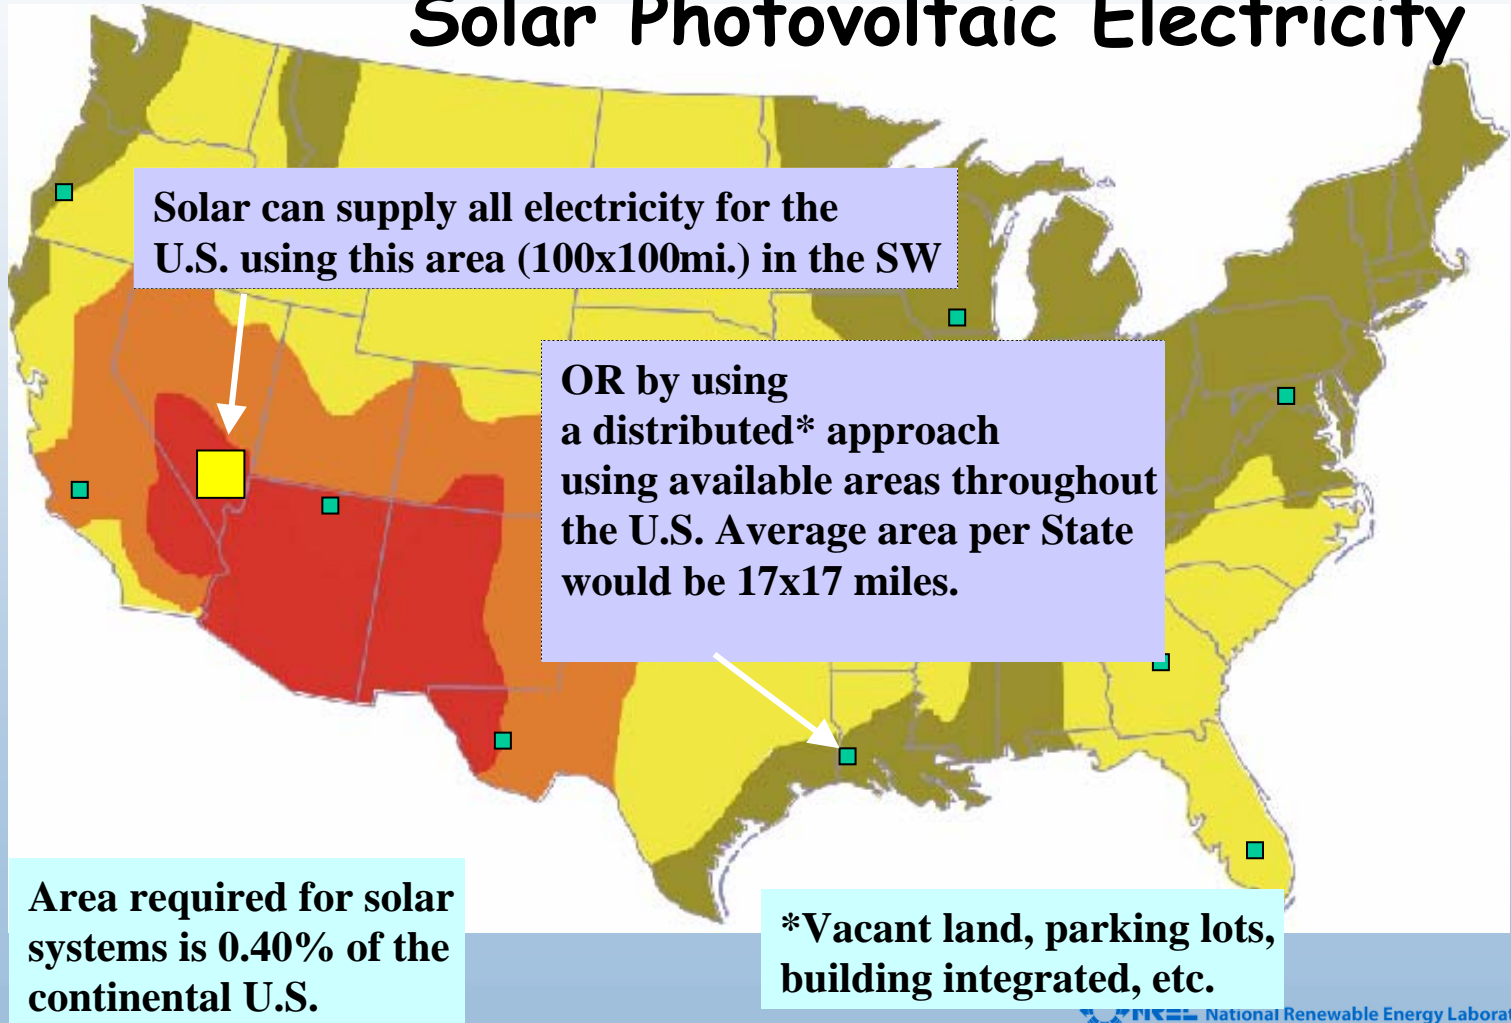 Solar Photovoltaic Electricity
Solar can supply all electricity for the
U.S. using this area (100x100mi.) in the SW
OR by using
a distributed* approach
using available areas throughout
the U.S. Average area per State
would be 17x17 miles.
Area required for solar
systems is 0.40% of the
continental U.S.
*Vacant land, parking lots,
building integrated, etc.
NREL National Renewable Energy Laborat